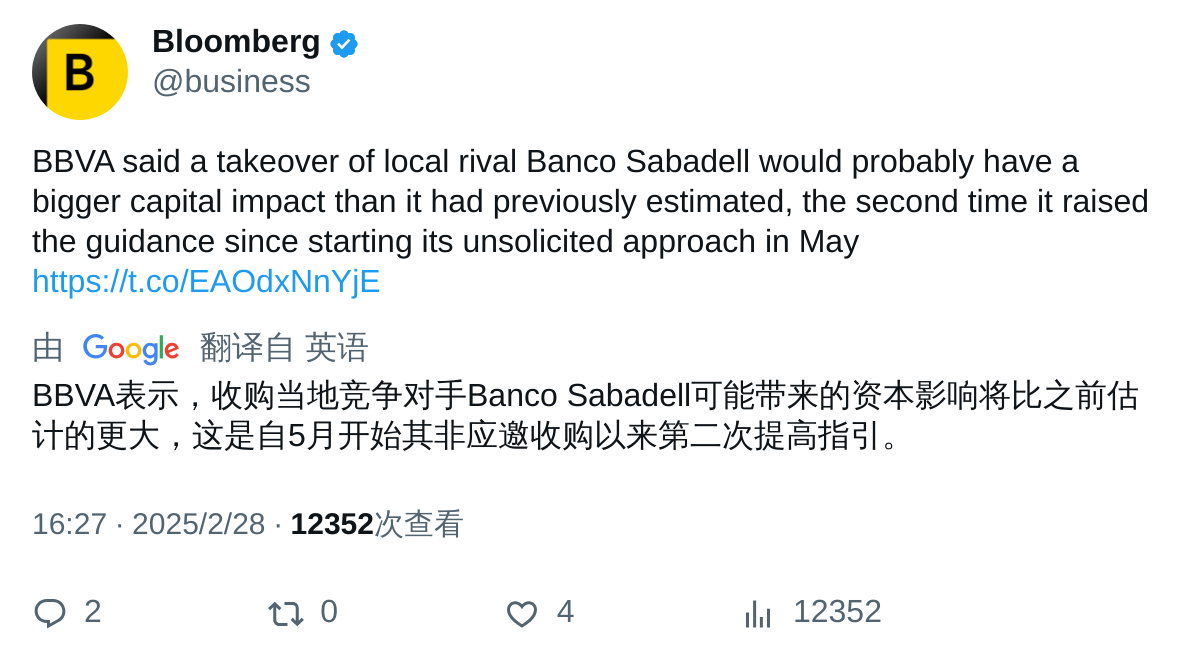 B
Bloomberg
@business
BBVA said a takeover of local rival Banco Sabadell would probably have a
bigger capital impact than it had previously estimated, the second time it raised
the guidance since starting its unsolicited approach in May
https://t.co/EAOdxNnYjE
由 Google 翻译自 英语
BBVA表示，收购当地竞争对手Banco Sabadell可能带来的资本影响将比之前估
计的更大，这是自5月开始其非应邀收购以来第二次提高指引。
16:27 · 2025/2/28 · 12352次查看
2 0 4 12352